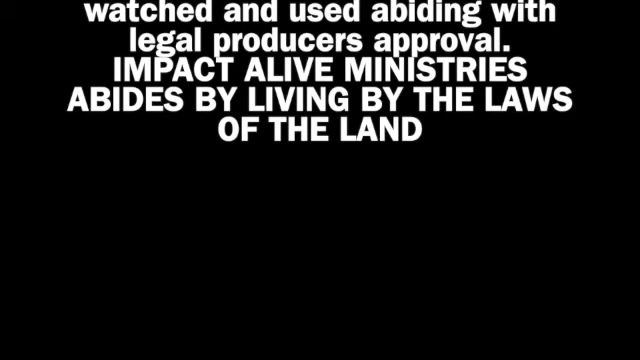 watched and used abiding with
legal producers approval.
IMPACT ALIVE MINISTRIES
ABIDES BY LIVING BY THE LAWS
OF THE LAND